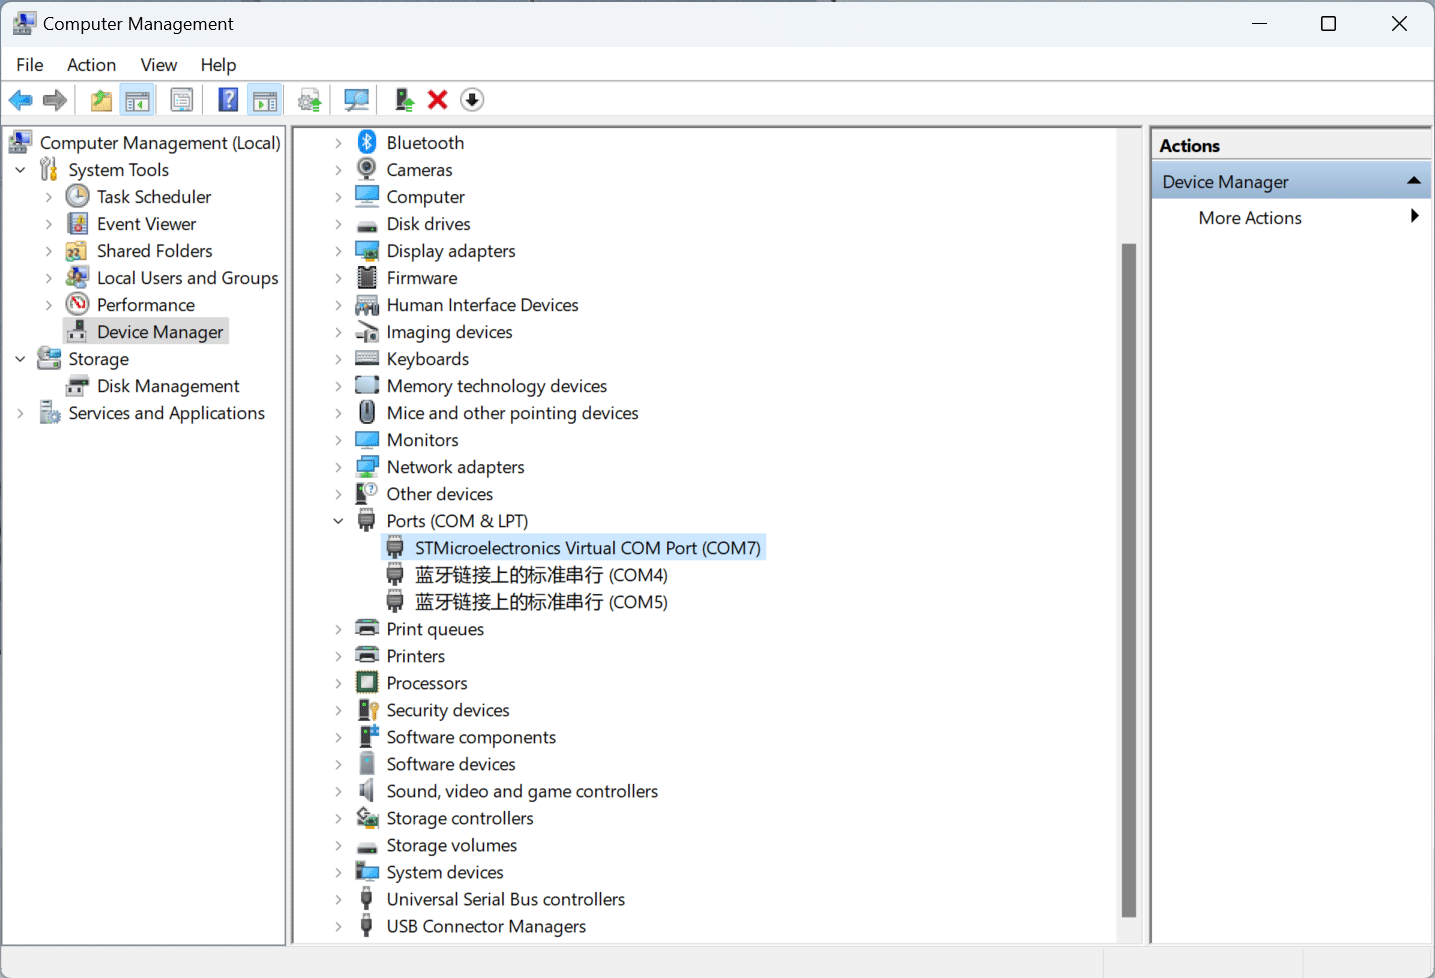 Computer Management
File Action View Help
Computer Management (Local)
System Tools
Task Scheduler
Event Viewer
Shared Folders
Local Users and Groups
Performance
Device Manager
Storage
Disk Management
Services and Applications
Bluetooth
Cameras
Computer
Disk drives
Display adapters
Firmware
Human Interface Devices
Imaging devices
Keyboards
Memory technology devices
Mice and other pointing devices
Monitors
Network adapters
Other devices
Ports (COM & LPT)
STMicroelectronics Virtual COM Port (COM7)
蓝牙链接上的标准串行 (COM4)
蓝牙链接上的标准串行 (COM5)
Print queues
Printers
Processors
Security devices
Software components
Software devices
Sound, video and game controllers
Storage controllers
Storage volumes
System devices
Universal Serial Bus controllers
USB Connector Managers
Actions
Device Manager
More Actions